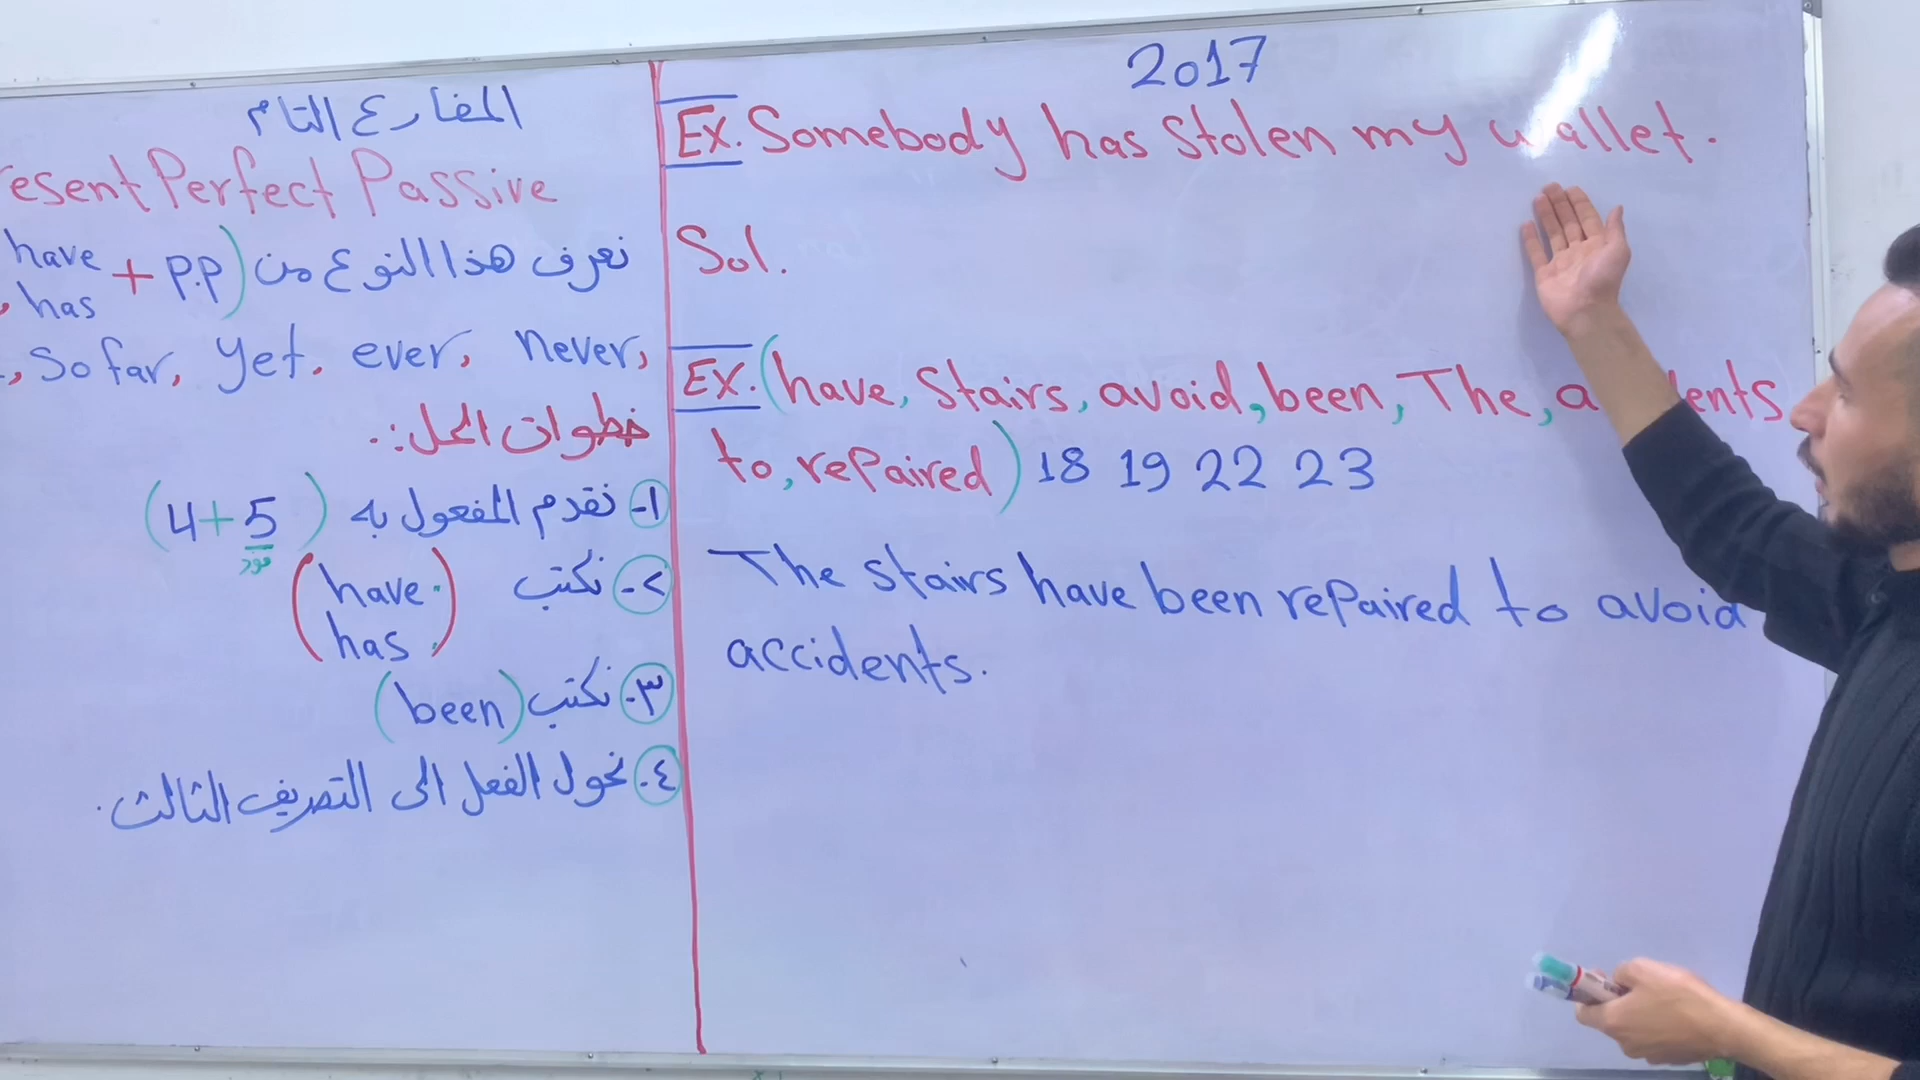 المضارع التام
esent Perfect Passive
نعرف هذا النوع من (have has + P.P)
, So far, yet, ever, never,
خطوات الحل:.
١- نقدم المفعول به (4+5)
٢- نكتب (have has)
٣- نكتب (been)
٤- نحول الفعل الى التصريف الثالث.
2017
Ex. Somebody has stolen my wallet.
Sol.
Ex. (have, Stairs, avoid, been, The, a ents
to, repaired) 18 19 22 23
The stairs have been repaired to avoid
accidents.